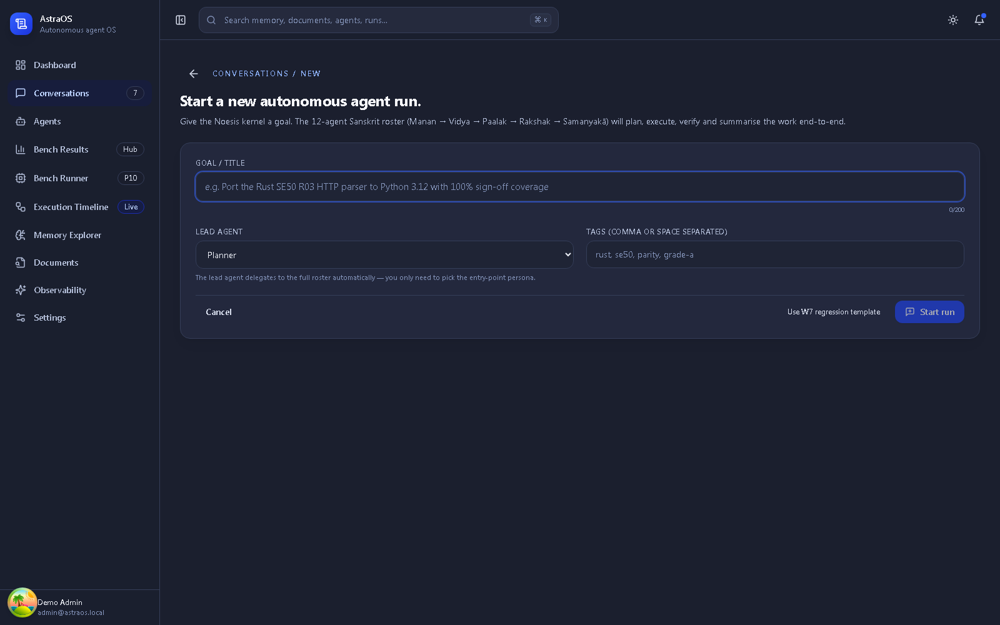 AstraOS
Autonomous agent OS
Dashboard
Conversations 7
Agents
Bench Results Hub
Bench Runner P10
Execution Timeline Live
Memory Explorer
Documents
Observability
Settings
Demo Admin
admin@astraos.local
Search memory, documents, agents, runs... ⌘ K
CONVERSATIONS / NEW
Start a new autonomous agent run.
Give the Noesis kernel a goal. The 12-agent Sanskrit roster (Manan → Vidya → Paalak → Rakshak → Samanyakā) will plan, execute, verify and summarise the work end-to-end.
GOAL / TITLE
e.g. Port the Rust SE50 R03 HTTP parser to Python 3.12 with 100% sign-off coverage
0/200
LEAD AGENT
Planner
The lead agent delegates to the full roster automatically — you only need to pick the entry-point persona.
TAGS (COMMA OR SPACE SEPARATED)
rust, se50, parity, grade-a
Cancel
Use W7 regression template
Start run